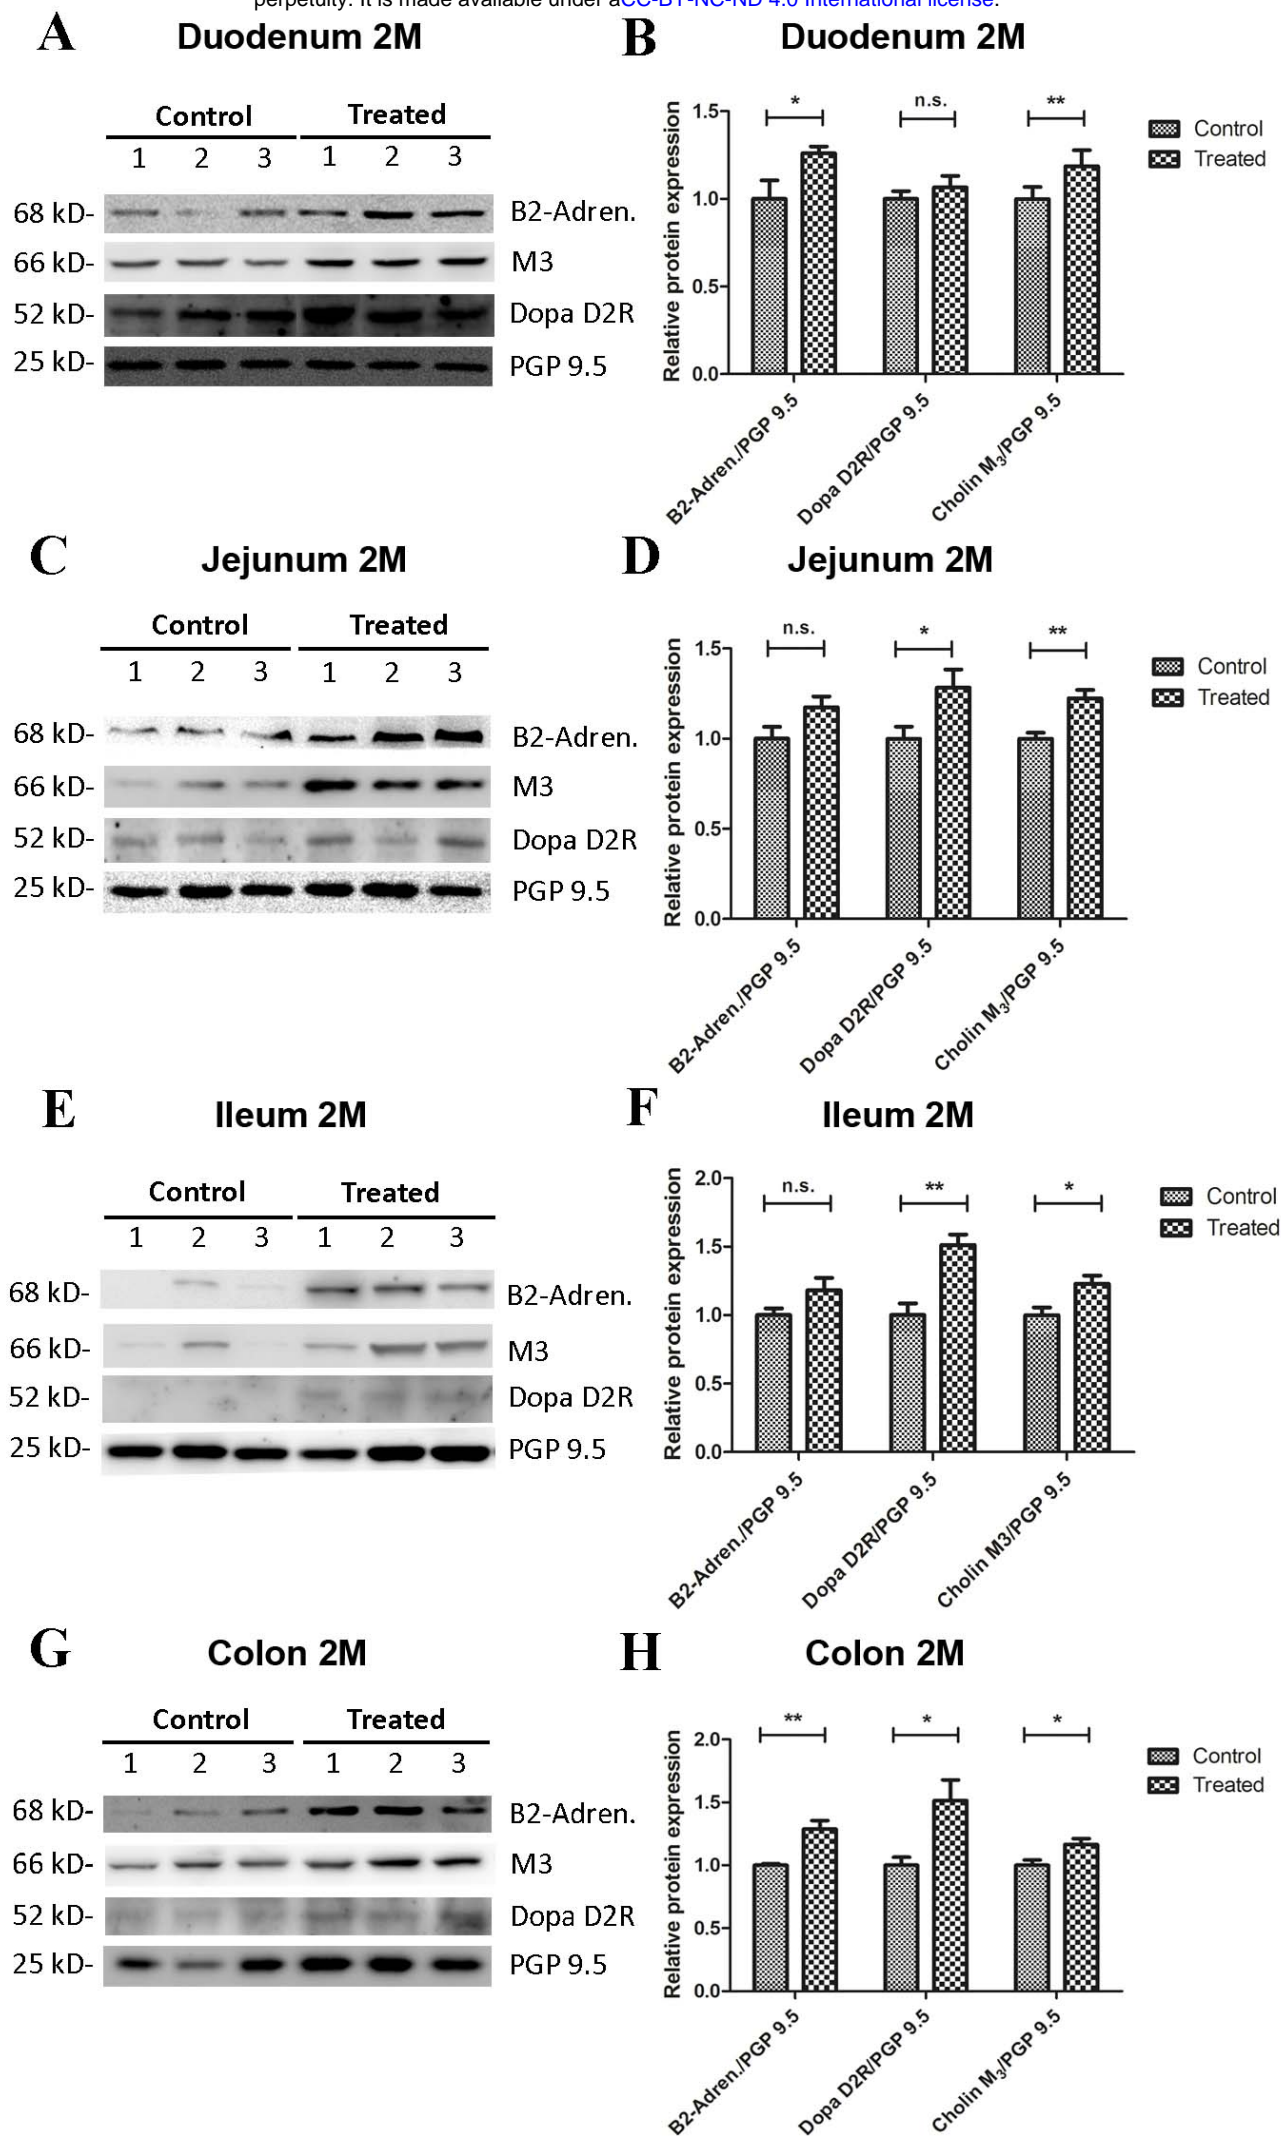 perpetuity. It is made available under aCC-BY-NC-ND 4.0 International license.
A
Duodenum 2M
Control
Treated
1 2 3 1 2 3
68 kD-
B2-Adren.
66 kD-
M3
52 kD-
Dopa D2R
25 kD-
PGP 9.5
B
Duodenum 2M
Relative protein expression
1.5
1.0
0.5
0.0
*
n.s.
**
Control
Treated
B2-Adren./PGP 9.5
Dopa D2R/PGP 9.5
Cholin M3/PGP 9.5
C
Jejunum 2M
Control
Treated
1 2 3 1 2 3
68 kD-
B2-Adren.
66 kD-
M3
52 kD-
Dopa D2R
25 kD-
PGP 9.5
D
Jejunum 2M
Relative protein expression
1.5
1.0
0.5
0.0
n.s.
*
**
Control
Treated
B2-Adren./PGP 9.5
Dopa D2R/PGP 9.5
Cholin M3/PGP 9.5
E
Ileum 2M
Control
Treated
1 2 3 1 2 3
68 kD-
B2-Adren.
66 kD-
M3
52 kD-
Dopa D2R
25 kD-
PGP 9.5
F
Ileum 2M
Relative protein expression
2.0
1.5
1.0
0.5
0.0
n.s.
**
*
Control
Treated
B2-Adren./PGP 9.5
Dopa D2R/PGP 9.5
Cholin M3/PGP 9.5
G
Colon 2M
Control
Treated
1 2 3 1 2 3
68 kD-
B2-Adren.
66 kD-
M3
52 kD-
Dopa D2R
25 kD-
PGP 9.5
H
Colon 2M
Relative protein expression
2.0
1.5
1.0
0.5
0.0
**
*
*
Control
Treated
B2-Adren./PGP 9.5
Dopa D2R/PGP 9.5
Cholin M3/PGP 9.5